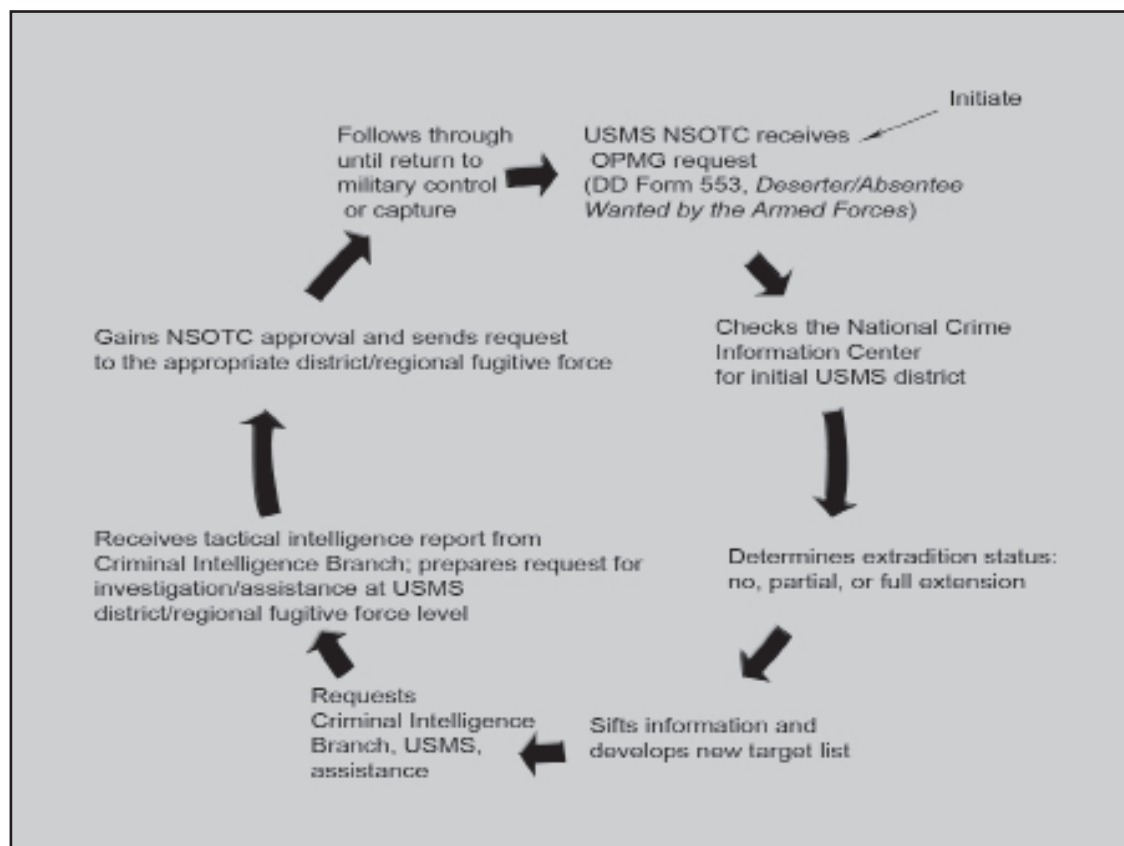 Initiate
USMS NSOTC receives
OPMG request
(DD Form 553, Deserter/Absentee
Wanted by the Armed Forces)
Checks the National Crime
Information Center
for initial USMS district
Determines extradition status:
no, partial, or full extension
Sifts information and
develops new target list
Requests
Criminal Intelligence
Branch, USMS,
assistance
Receives tactical intelligence report from
Criminal Intelligence Branch; prepares request for
investigation/assistance at USMS
district/regional fugitive force level
Gains NSOTC approval and sends request
to the appropriate district/regional fugitive force
Follows through
until return to
military control
or capture